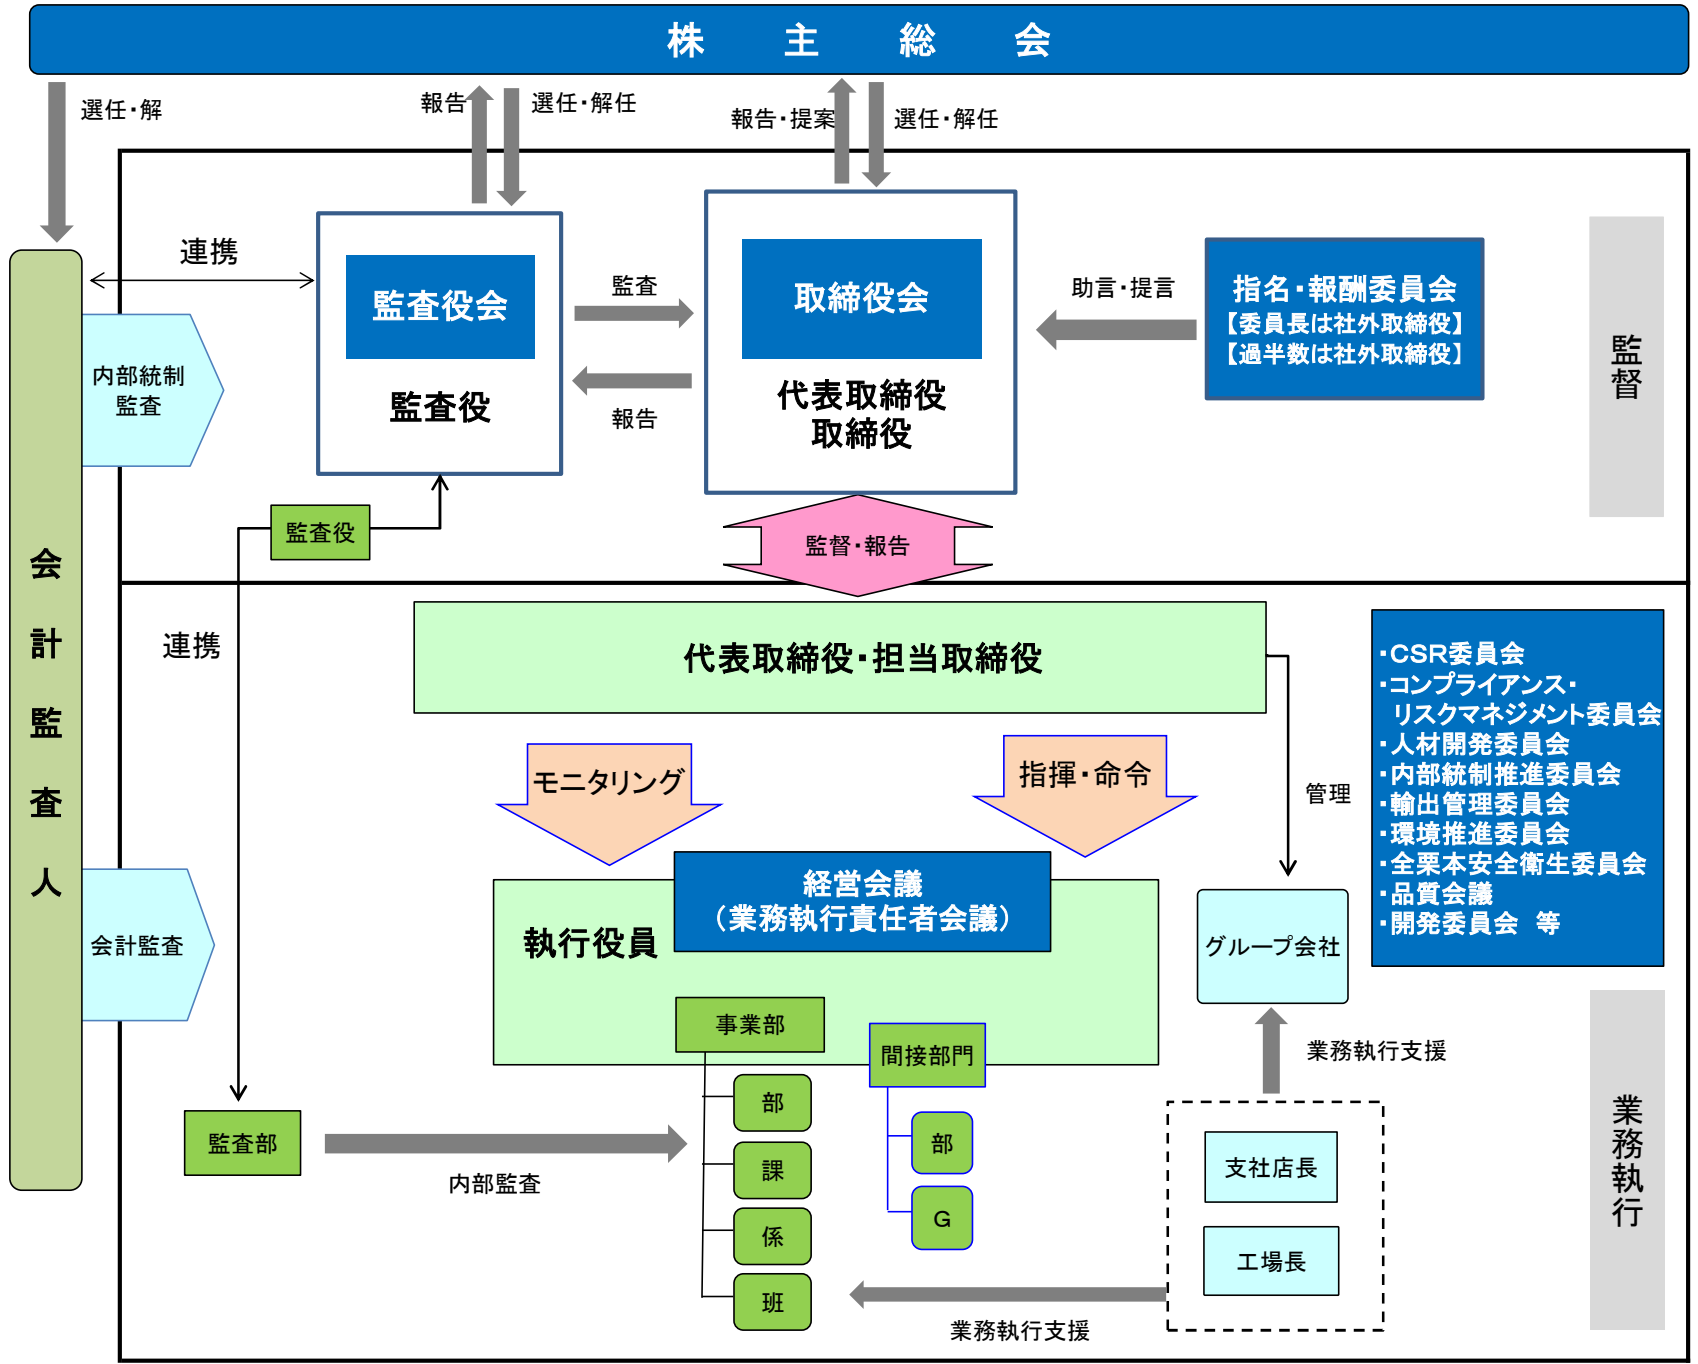 株主総会
選任・解
報告
選任・解任
報告・提案
選任・解任
連携
監査役会
監査役
監査
報告
取締役会
代表取締役
取締役
助言・提言
指名・報酬委員会
【委員長は社外取締役】
【過半数は社外取締役】
監督
内部統制
監査
監査役
監督・報告
会計監査人
連携
代表取締役・担当取締役
・CSR委員会
・コンプライアンス・
リスクマネジメント委員会
・人材開発委員会
・内部統制推進委員会
・輸出管理委員会
・環境推進委員会
・全栗本安全衛生委員会
・品質会議
・開発委員会　等
モニタリング
指揮・命令
管理
経営会議
（業務執行責任者会議）
執行役員
グループ会社
会計監査
事業部
間接部門
業務執行支援
部
課
係
班
部
G
監査部
内部監査
支社店長
工場長
業務執行支援
業務執行